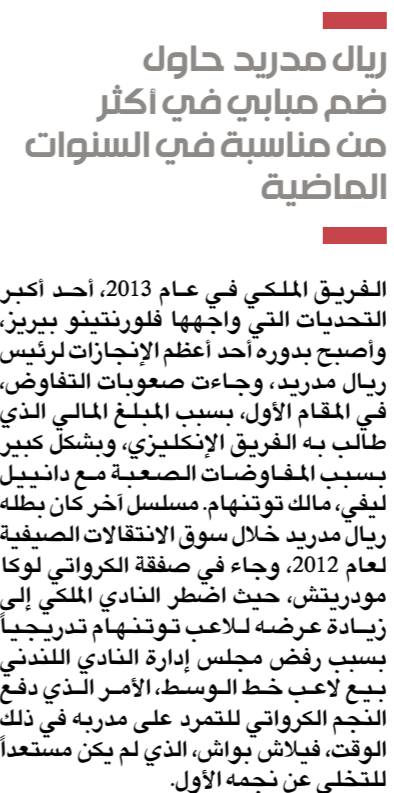 ريال مدريد حاول
ضم مبابي في أكثر
من مناسبة في السنوات
الماضية
الفريق الملكي في عام 2013، أحد أكبر
التحديات التي واجهها فلورنتينو بيريز،
وأصبح بدوره أحد أعظم الإنجازات لرئيس
ريال مدريد، وجاءت صعوبات التفاوض،
في المقام الأول، بسبب المبلغ المالي الذي
طالب به الفريق الإنكليزي، وبشكل كبير
بسبب المفاوضات الصعبة مع دانييل
ليفي، مالك توتنهام. مسلسل آخر كان بطله
ريال مدريد خلال سوق الانتقالات الصيفية
لعام 2012، وجاء في صفقة الكرواتي لوكا
مودريتش، حيث اضطر النادي الملكي إلى
زيادة عرضه للاعب توتنهام تدريجياً
بسبب رفض مجلس إدارة النادي اللندني
بيع لاعب خط الوسط، الأمر الذي دفع
النجم الكرواتي للتمرد على مدربه في ذلك
الوقت، فيلاش بواش، الذي لم يكن مستعداً
للتخلي عن نجمه الأول.